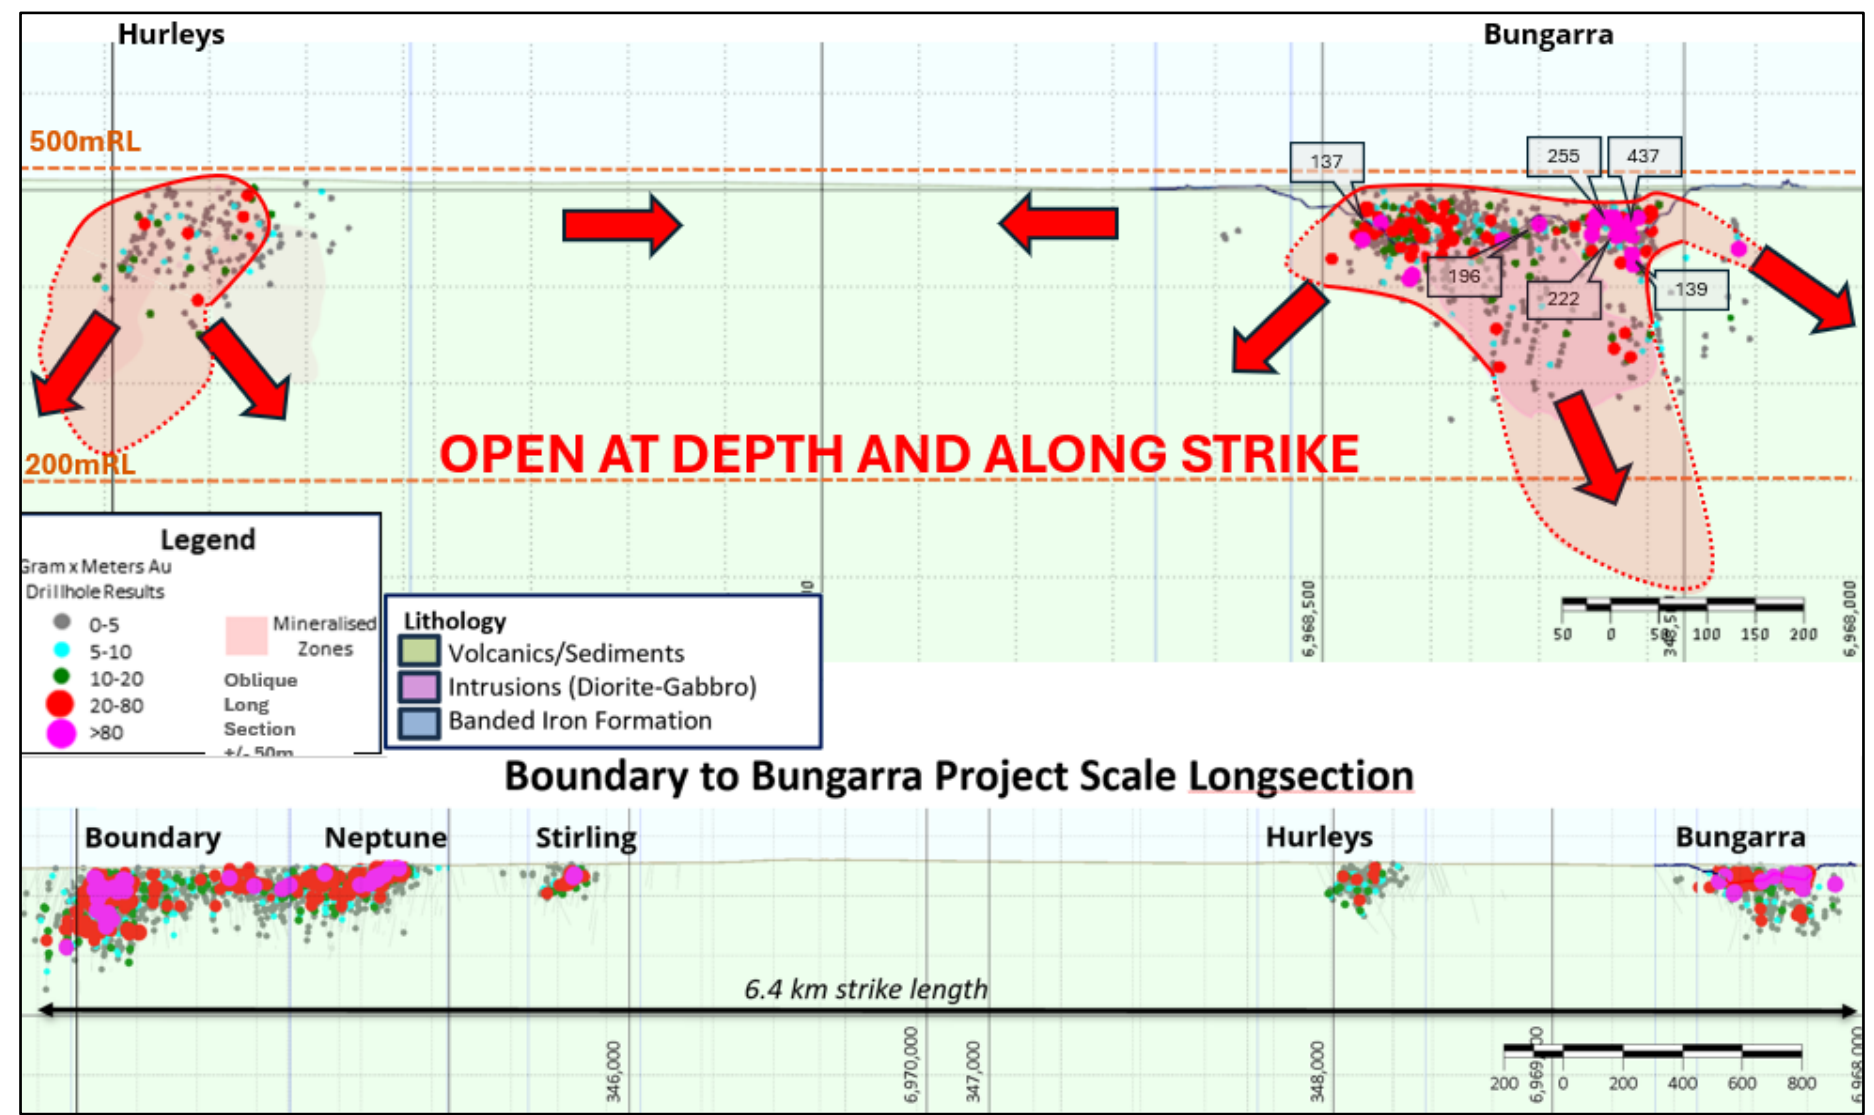 Hurleys
Bungarra
500mRL
137
255
437
196
222
139
OPEN AT DEPTH AND ALONG STRIKE
200mRL
Legend
Gram x Meters Au
Drillhole Results
0-5
5-10
10-20
20-80
>80
Mineralised
Zones
Oblique
Long
Section
+/- 50m
Lithology
Volcanics/Sediments
Intrusions (Diorite-Gabbro)
Banded Iron Formation
6,968,500
6,968,000
50 0 50 100 150 200
Boundary to Bungarra Project Scale Longsection
Boundary
Neptune
Stirling
Hurleys
Bungarra
6.4 km strike length
346,000
6,970,000
347,000
348,000
6,968,000
200 0 200 400 600 800